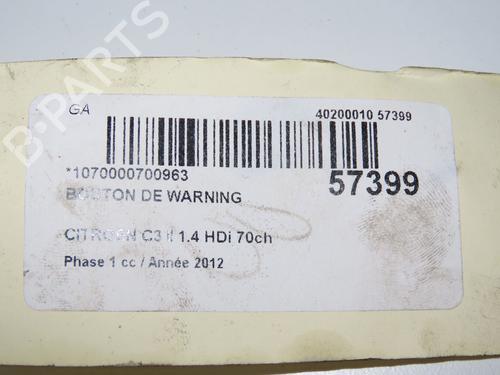 GA
40200010 57399
*1070000700963
57399
BOUTON DE WARNING
CITROEN C3 II 1.4 HDi 70ch
Phase 1 cc / Année 2012